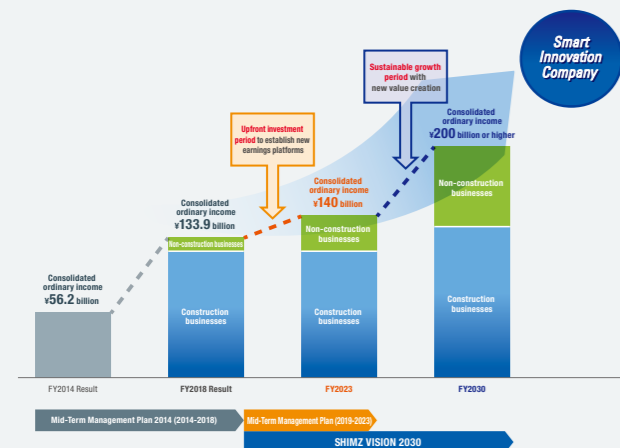 Smart
Innovation
Company
Sustainable growth
period with
new value creation
Consolidated
ordinary income
¥200 billion or higher
Upfront investment
period to establish new
earnings platforms
Consolidated
ordinary income
¥140 billion
Consolidated
ordinary income
¥133.9 billion
Consolidated
ordinary income
¥56.2 billion
Non-construction businesses
Non-construction
businesses
Non-construction
businesses
Construction
businesses
Construction
businesses
Construction
businesses
FY2014 Result
FY2018 Result
FY2023
FY2030
Mid-Term Management Plan 2014 (2014-2018)
Mid-Term Management Plan (2019-2023)
SHIMZ VISION 2030